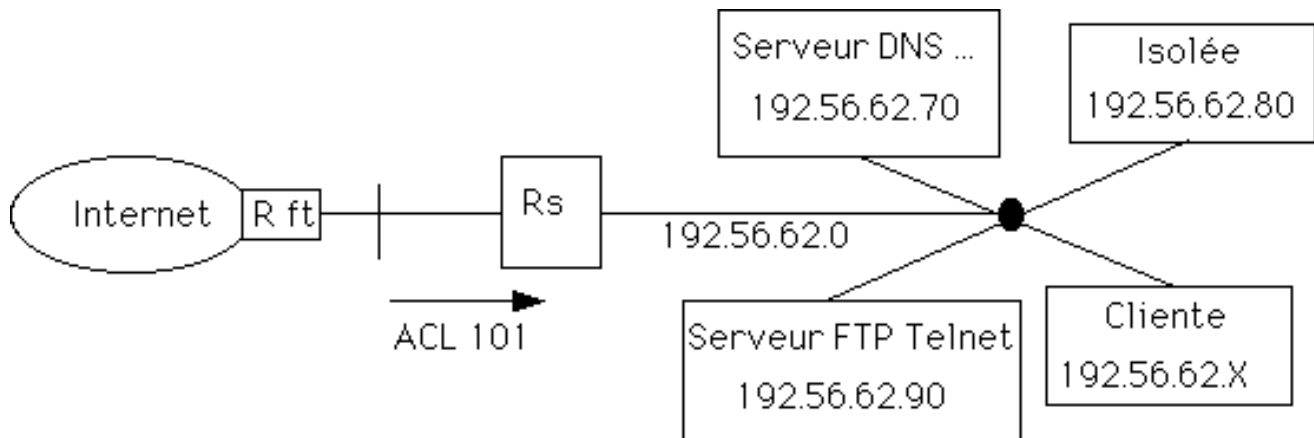 Serveur DNS ...
192.56.62.70
Isolée
192.56.62.80
Internet
R ft
Rs
192.56.62.0
ACL 101
Serveur FTP Telnet
192.56.62.90
Cliente
192.56.62.X